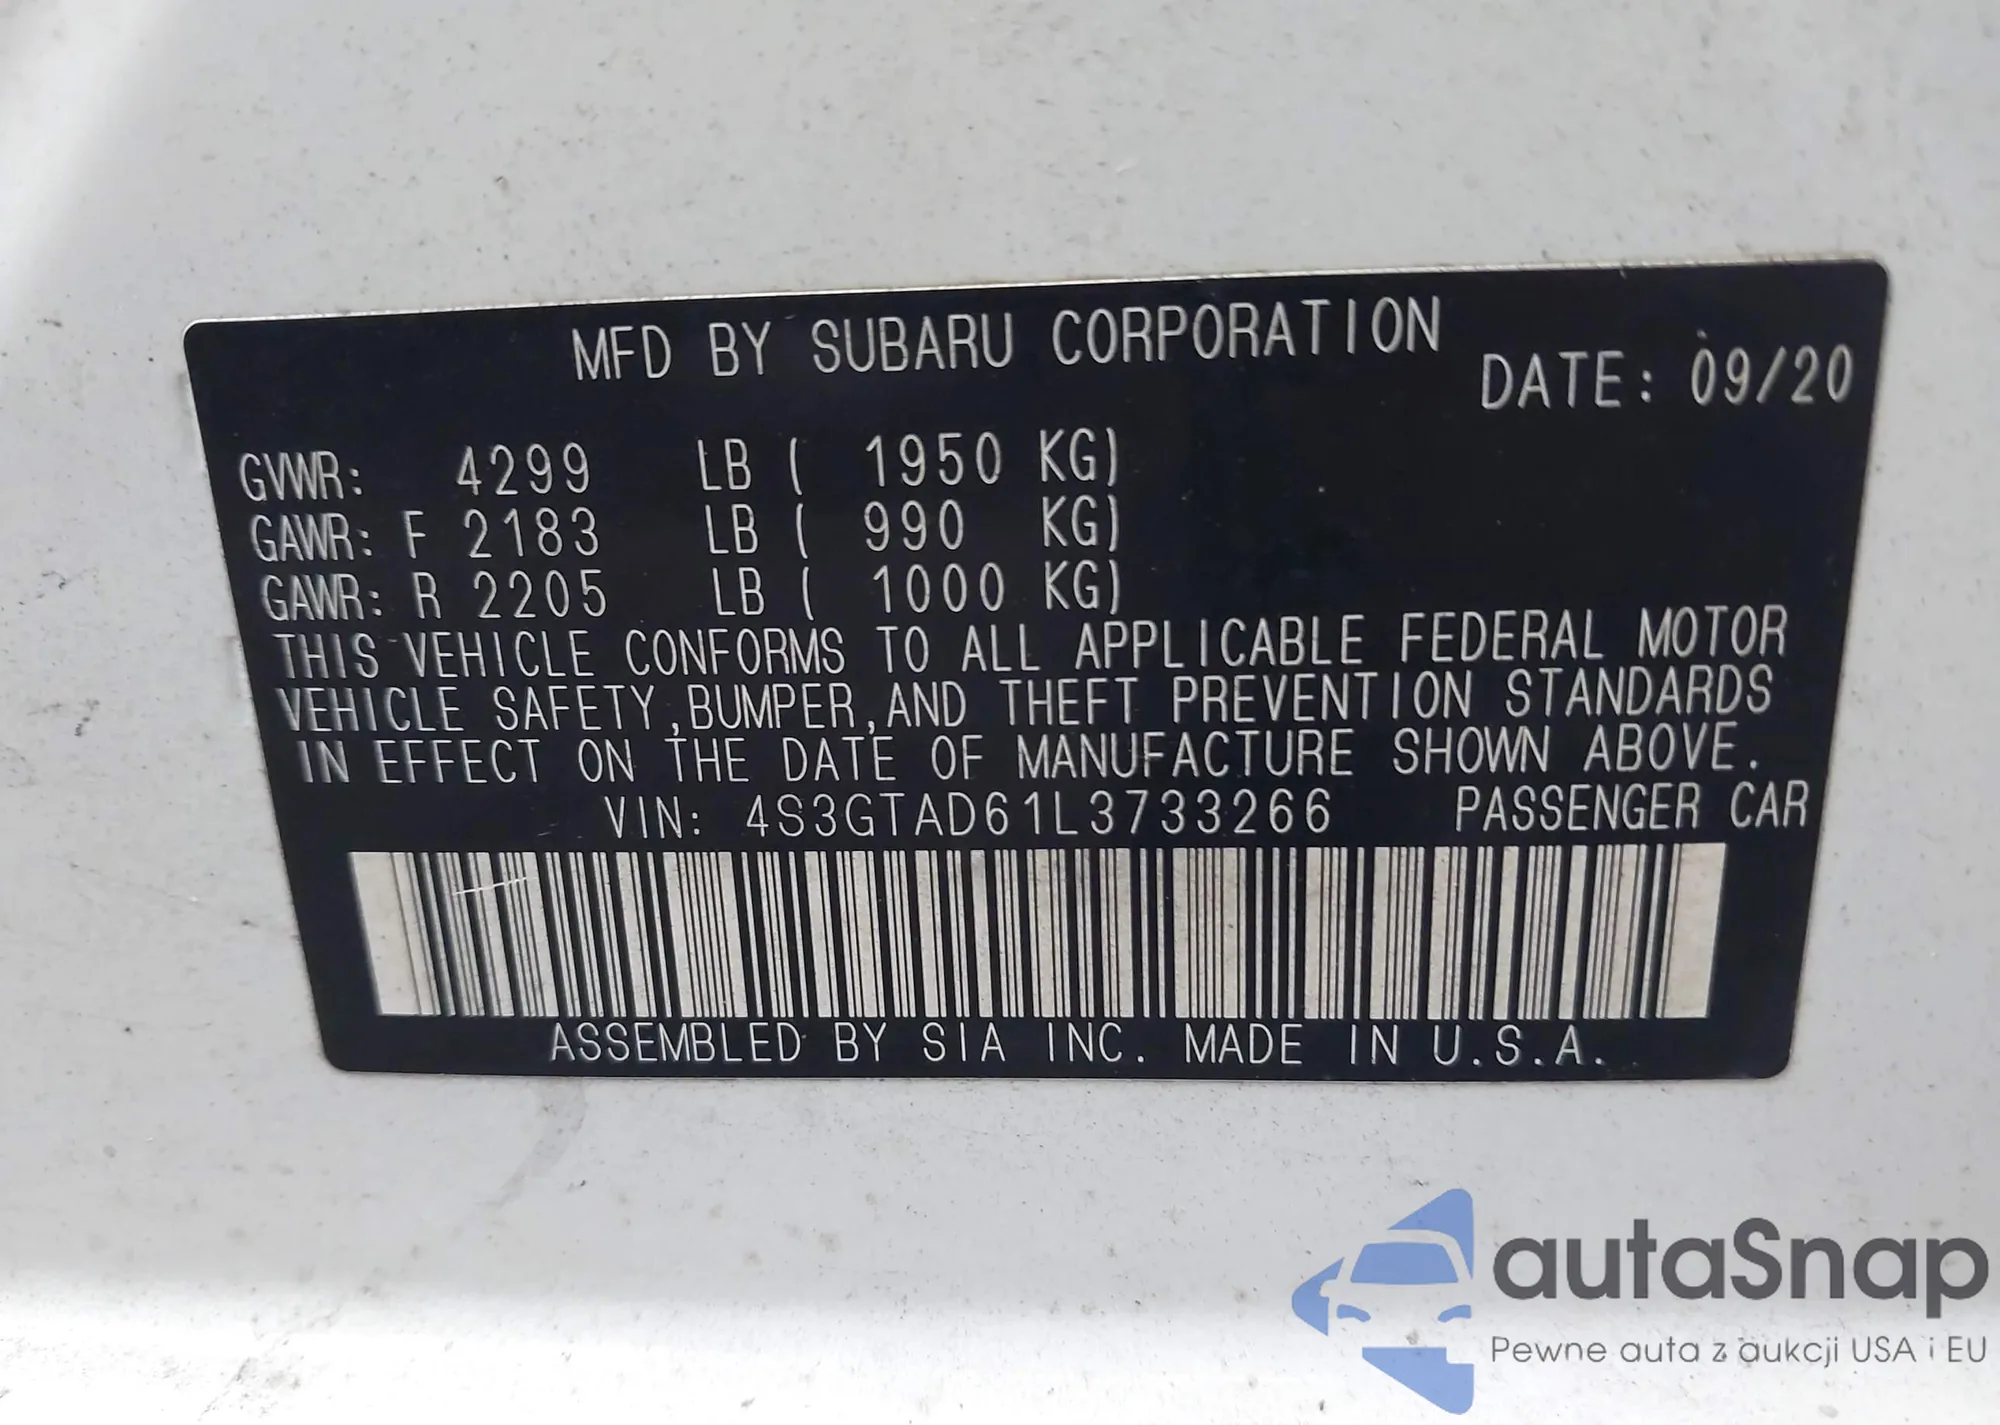 MFD BY SUBARU CORPORATION
DATE: 09/20
GVWR: 4299 LB ( 1950 KG)
GAWR: F 2183 LB ( 990 KG)
GAWR: R 2205 LB ( 1000 KG)
THIS VEHICLE CONFORMS TO ALL APPLICABLE FEDERAL MOTOR
VEHICLE SAFETY,BUMPER,AND THEFT PREVENTION STANDARDS
IN EFFECT ON THE DATE OF MANUFACTURE SHOWN ABOVE.
VIN: 4S3GTAD61L3733266 PASSENGER CAR
ASSEMBLED BY SIA INC. MADE IN U.S.A.
autaSnap
Pewne auta z aukcji USA i EU